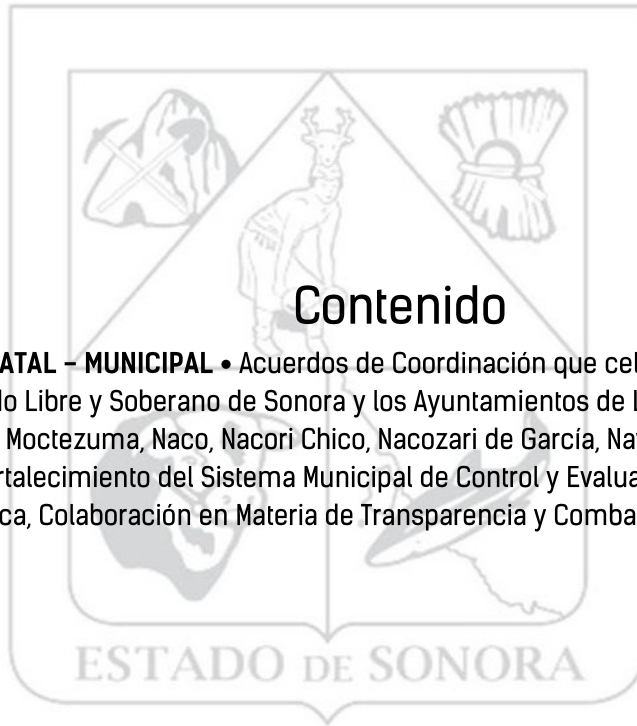 Contenido
ATAL – MUNICIPAL • Acuerdos de Coordinación que cel
do Libre y Soberano de Sonora y los Ayuntamientos de L
Moctezuma, Naco, Nacori Chico, Nacozari de García, Na
rtalecimiento del Sistema Municipal de Control y Evalua
ca, Colaboración en Materia de Transparencia y Comba
ESTADO DE SONORA